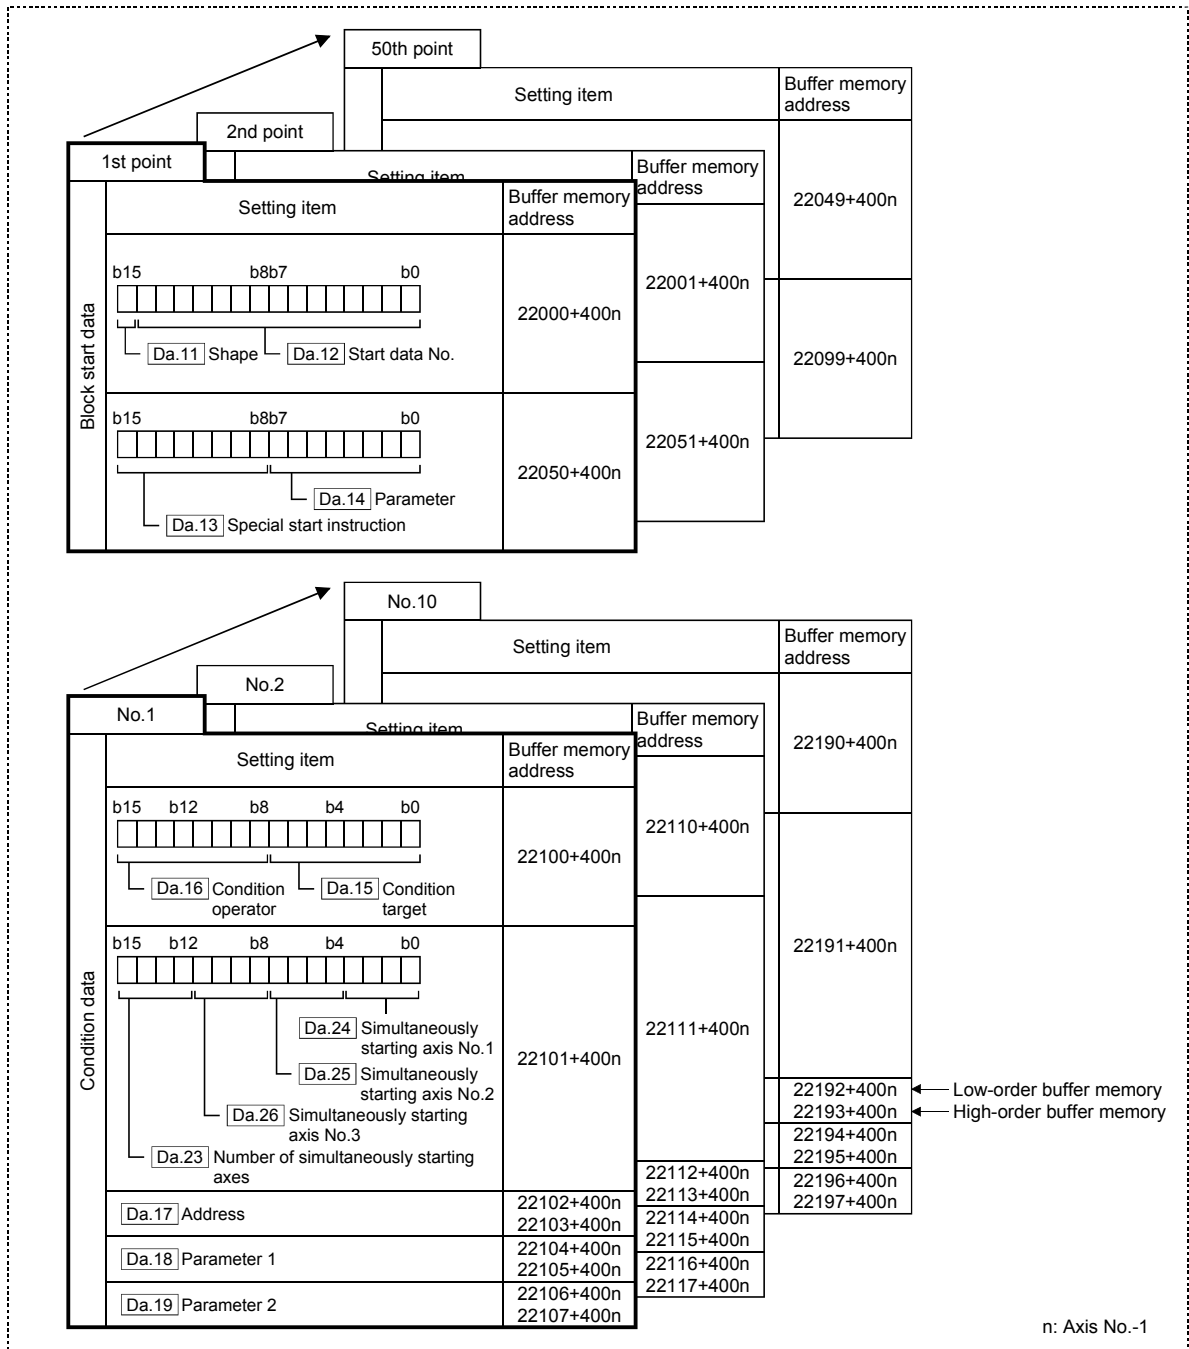 50th point
Setting item
Buffer memory
address
2nd point
1st point
Setting item
Buffer memory
address
22049+400n
Setting item
Buffer memory
address
b15 b8b7 b0
22001+400n
22000+400n
Da.11 Shape Da.12 Start data No.
22099+400n
Block start data
b15 b8b7 b0
22051+400n
22050+400n
Da.14 Parameter
Da.13 Special start instruction
No.10
Setting item
Buffer memory
address
No.2
No.1
Setting item
Buffer memory
address
22190+400n
Setting item
Buffer memory
address
b15 b12 b8 b4 b0
22110+400n
22100+400n
Da.16 Condition
operator
Da.15 Condition
target
b15 b12 b8 b4 b0
22191+400n
Condition data
22111+400n
Da.24 Simultaneously
starting axis No.1
22101+400n
Da.25 Simultaneously
starting axis No.2
Da.26 Simultaneously starting
axis No.3
Da.23 Number of simultaneously starting
axes
22192+400n Low-order buffer memory
22193+400n High-order buffer memory
22194+400n
22195+400n
22196+400n
22197+400n
22112+400n
22113+400n
22114+400n
22115+400n
22116+400n
22117+400n
Da.17 Address
22102+400n
22103+400n
Da.18 Parameter 1
22104+400n
22105+400n
Da.19 Parameter 2
22106+400n
22107+400n
n: Axis No.-1